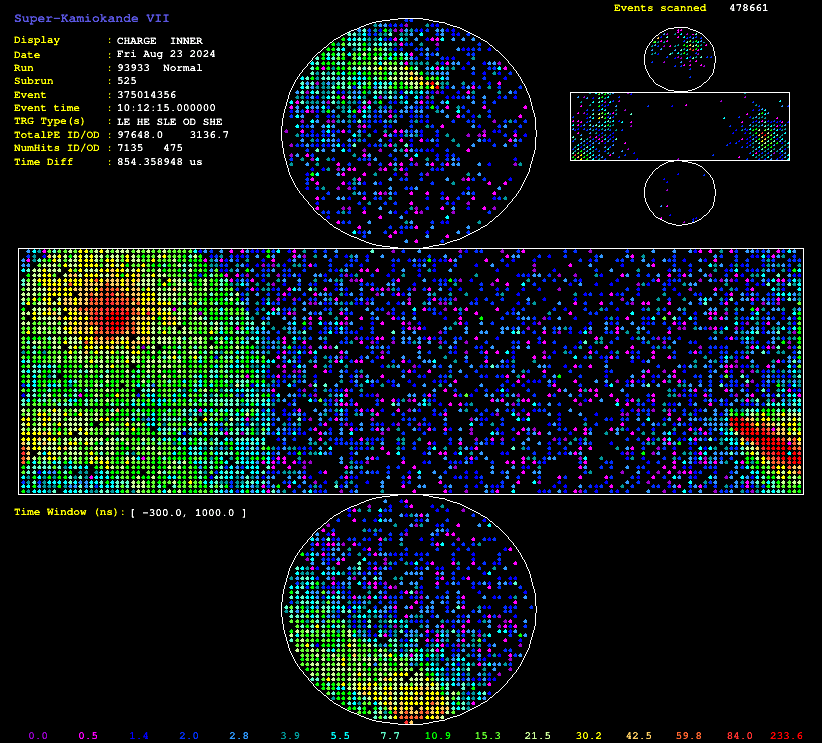 Super-Kamiokande VII
Events scanned 478661
Display : CHARGE INNER
Date : Fri Aug 23 2024
Run : 93933 Normal
Subrun : 525
Event : 375014356
Event time : 10:12:15.000000
TRG Type(s) : LE HE SLE OD SHE
TotalPE ID/OD : 97648.0 3136.7
NumHits ID/OD : 7135 475
Time Diff : 854.358948 us
Time Window (ns): [ -300.0, 1000.0 ]
0.0 0.5 1.4 2.0 2.8 3.9 5.5 7.7 10.9 15.3 21.5 30.2 42.5 59.8 84.0 233.6